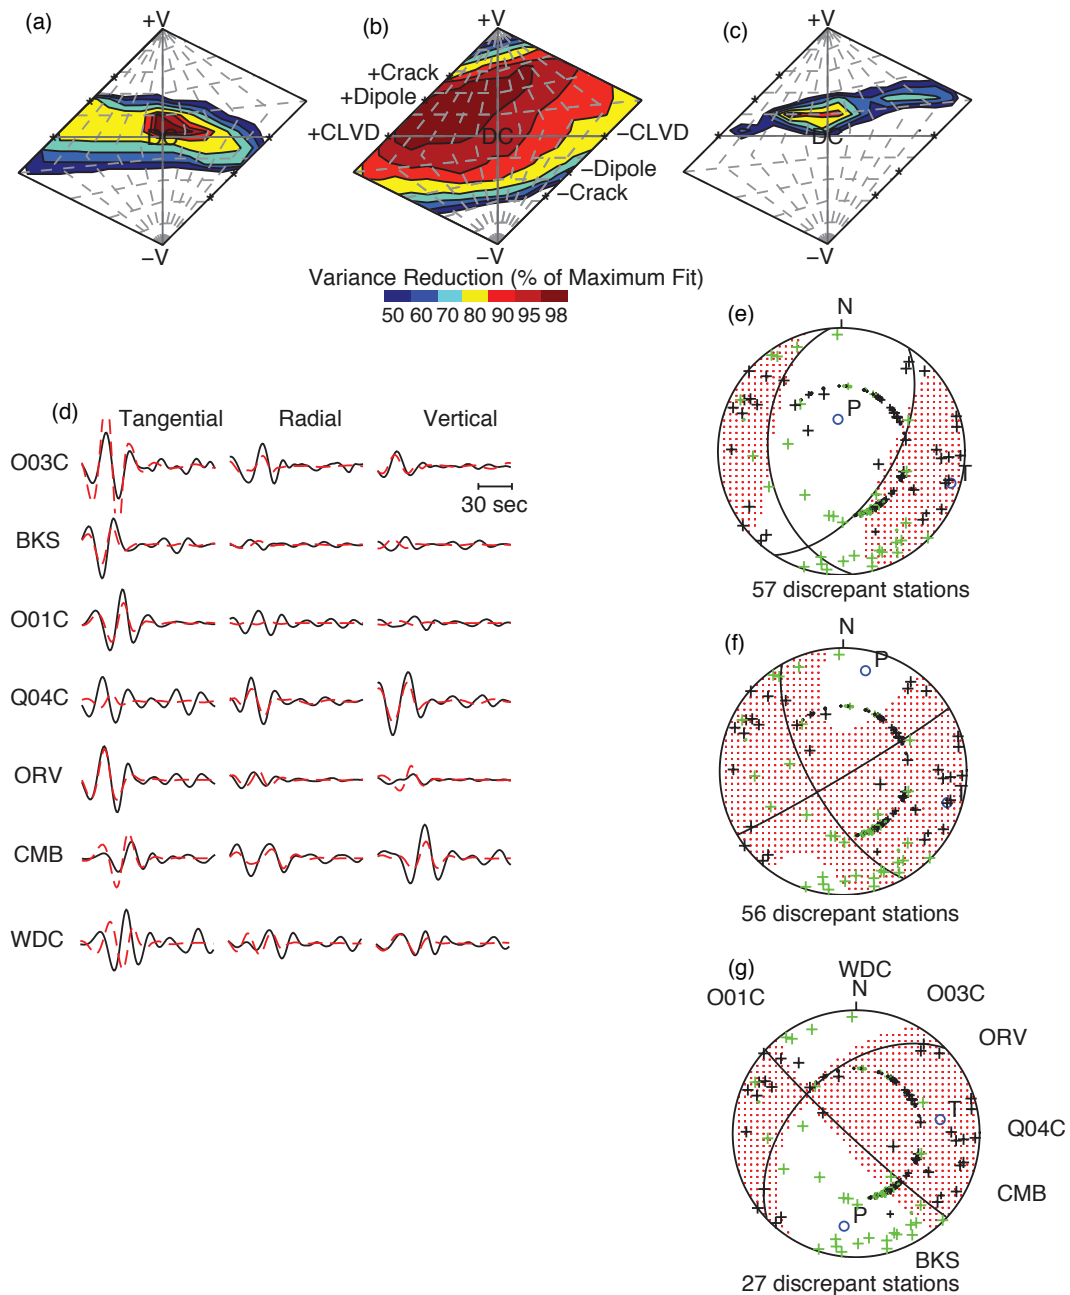 (a)
+V
DC
−V
(b)
+V
+Crack
+Dipole
+CLVD
DC
−CLVD
−Dipole
−Crack
−V
(c)
+V
DC
−V
Variance Reduction (% of Maximum Fit)
50 60 70 80 90 95 98
(d)
Tangential Radial Vertical
O03C
30 sec
BKS
O01C
Q04C
ORV
CMB
WDC
(e)
N
P
T
57 discrepant stations
(f)
N
P
T
56 discrepant stations
(g)
WDC
N
O01C
O03C
ORV
T
Q04C
CMB
P
BKS
27 discrepant stations